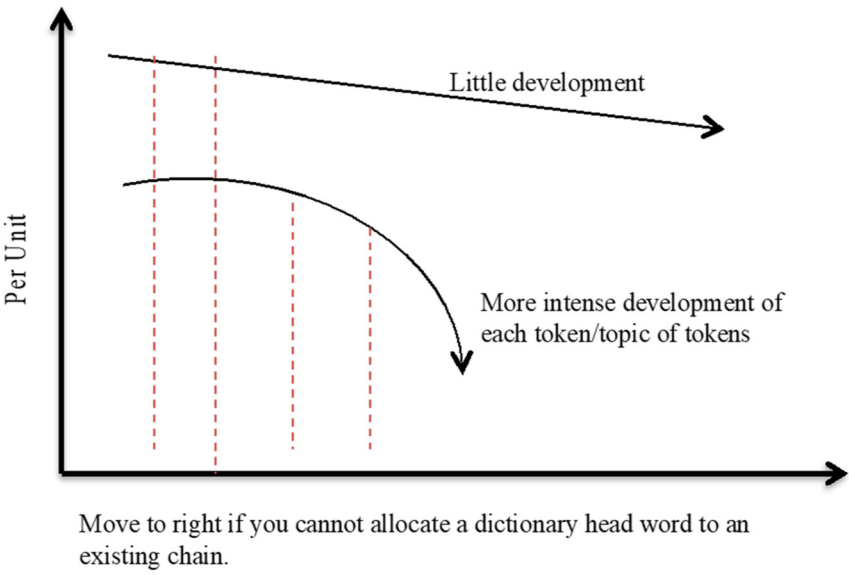 Little development
Per Unit
More intense development of
each token/topic of tokens
Move to right if you cannot allocate a dictionary head word to an
existing chain.